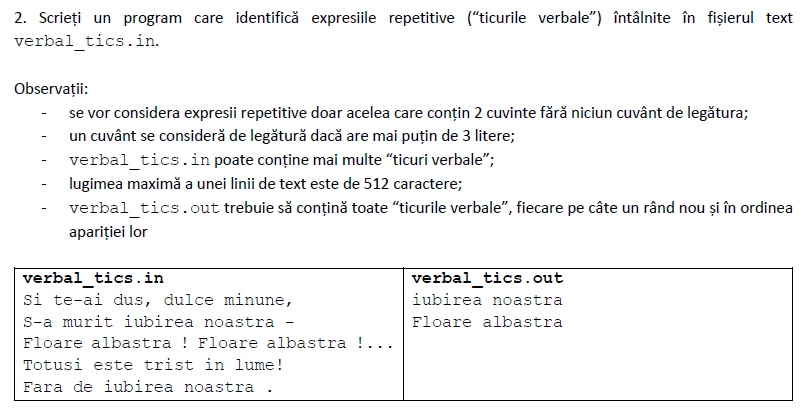 2. Scrieți un program care identifică expresiile repetitive (“ticurile verbale”) întâlnite în fișierul text
verbal_tics.in.
Observații:
- se vor considera expresii repetitive doar acelea care conțin 2 cuvinte fără niciun cuvânt de legătura;
- un cuvânt se consideră de legătură dacă are mai puțin de 3 litere;
- verbal_tics.in poate conține mai multe “ticuri verbale”;
- lugimea maximă a unei linii de text este de 512 caractere;
- verbal_tics.out trebuie să conțină toate “ticurile verbale”, fiecare pe câte un rând nou și în ordinea
apariției lor
verbal_tics.in
Si te-ai dus, dulce minune,
S-a murit iubirea noastra -
Floare albastra ! Floare albastra !...
Totusi este trist in lume!
Fara de iubirea noastra .
verbal_tics.out
iubirea noastra
Floare albastra